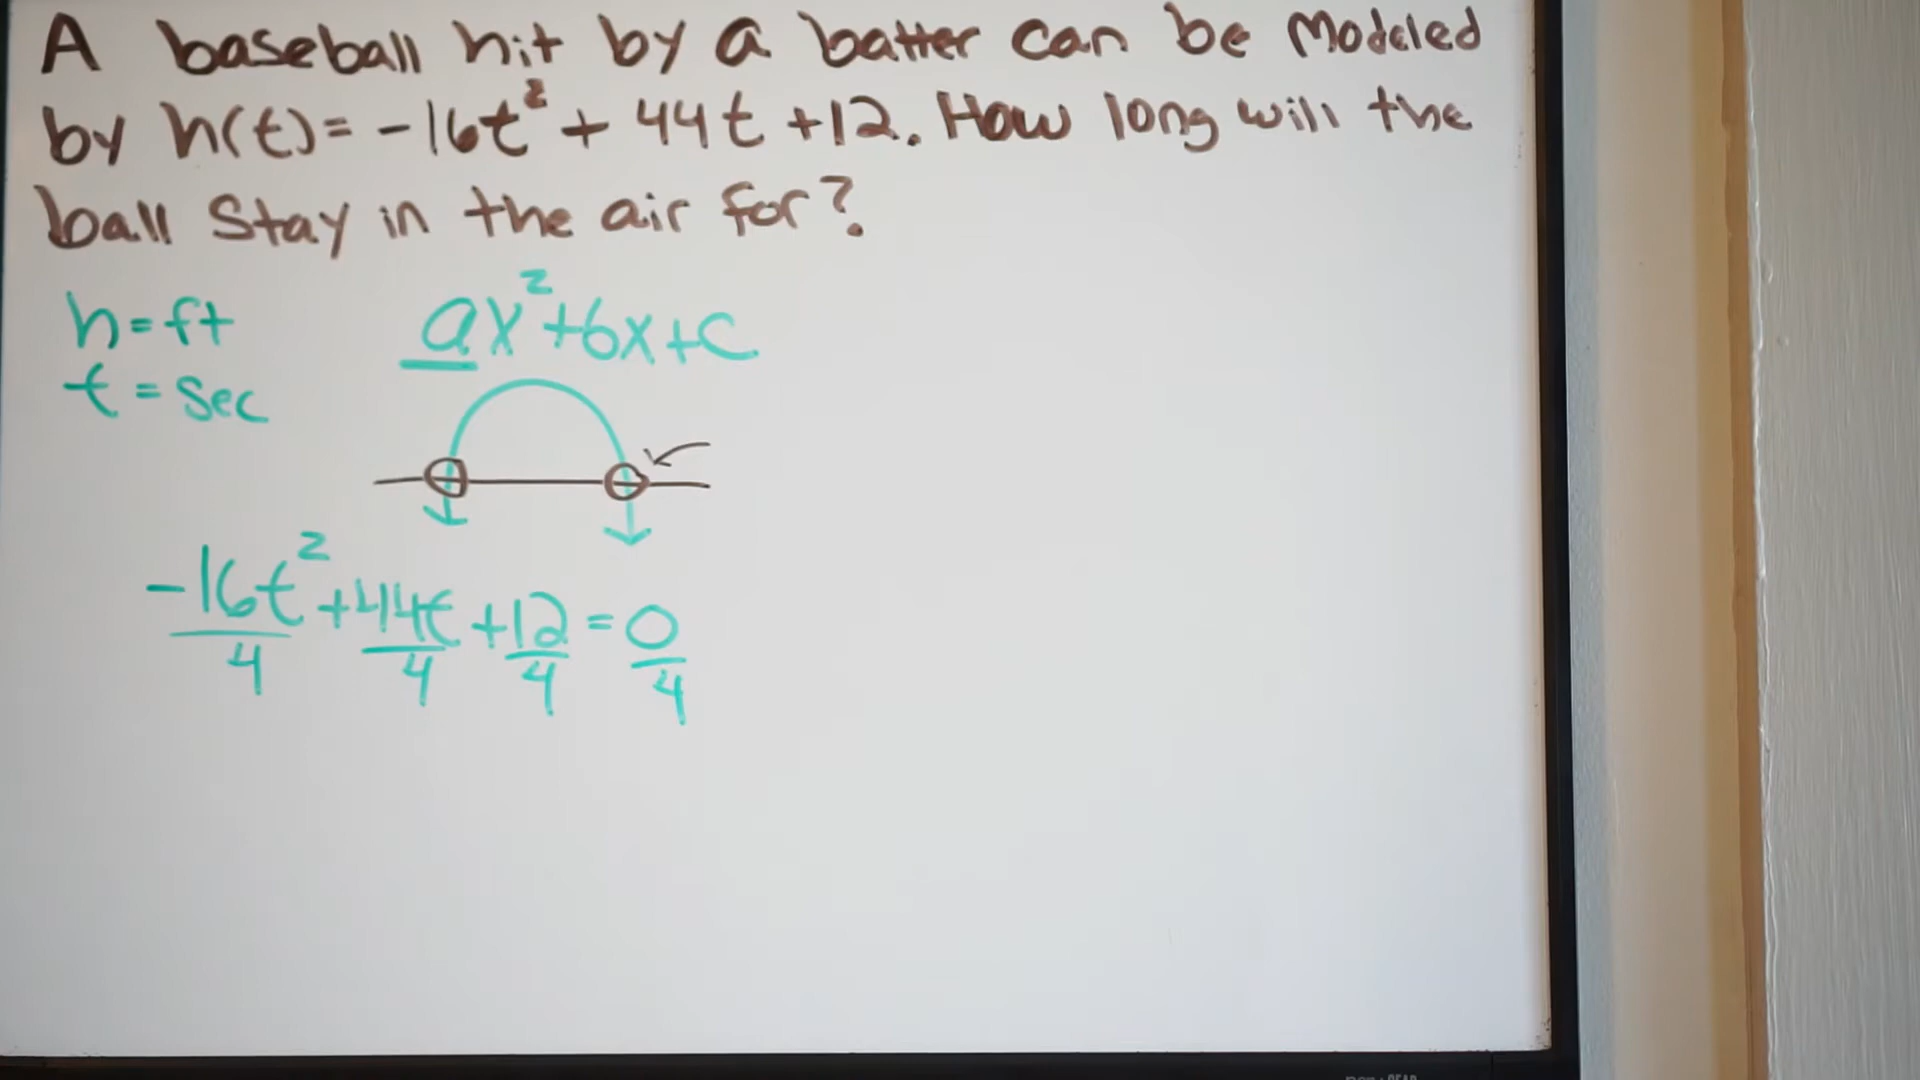 A baseball hit by a batter can be modeled
by h(t)= -16t² + 44t +12. How long will the
ball stay in the air for?
h=ft
t = sec
ax²+bx+c
-16t²/4 +44t/4 +12/4 = 0/4